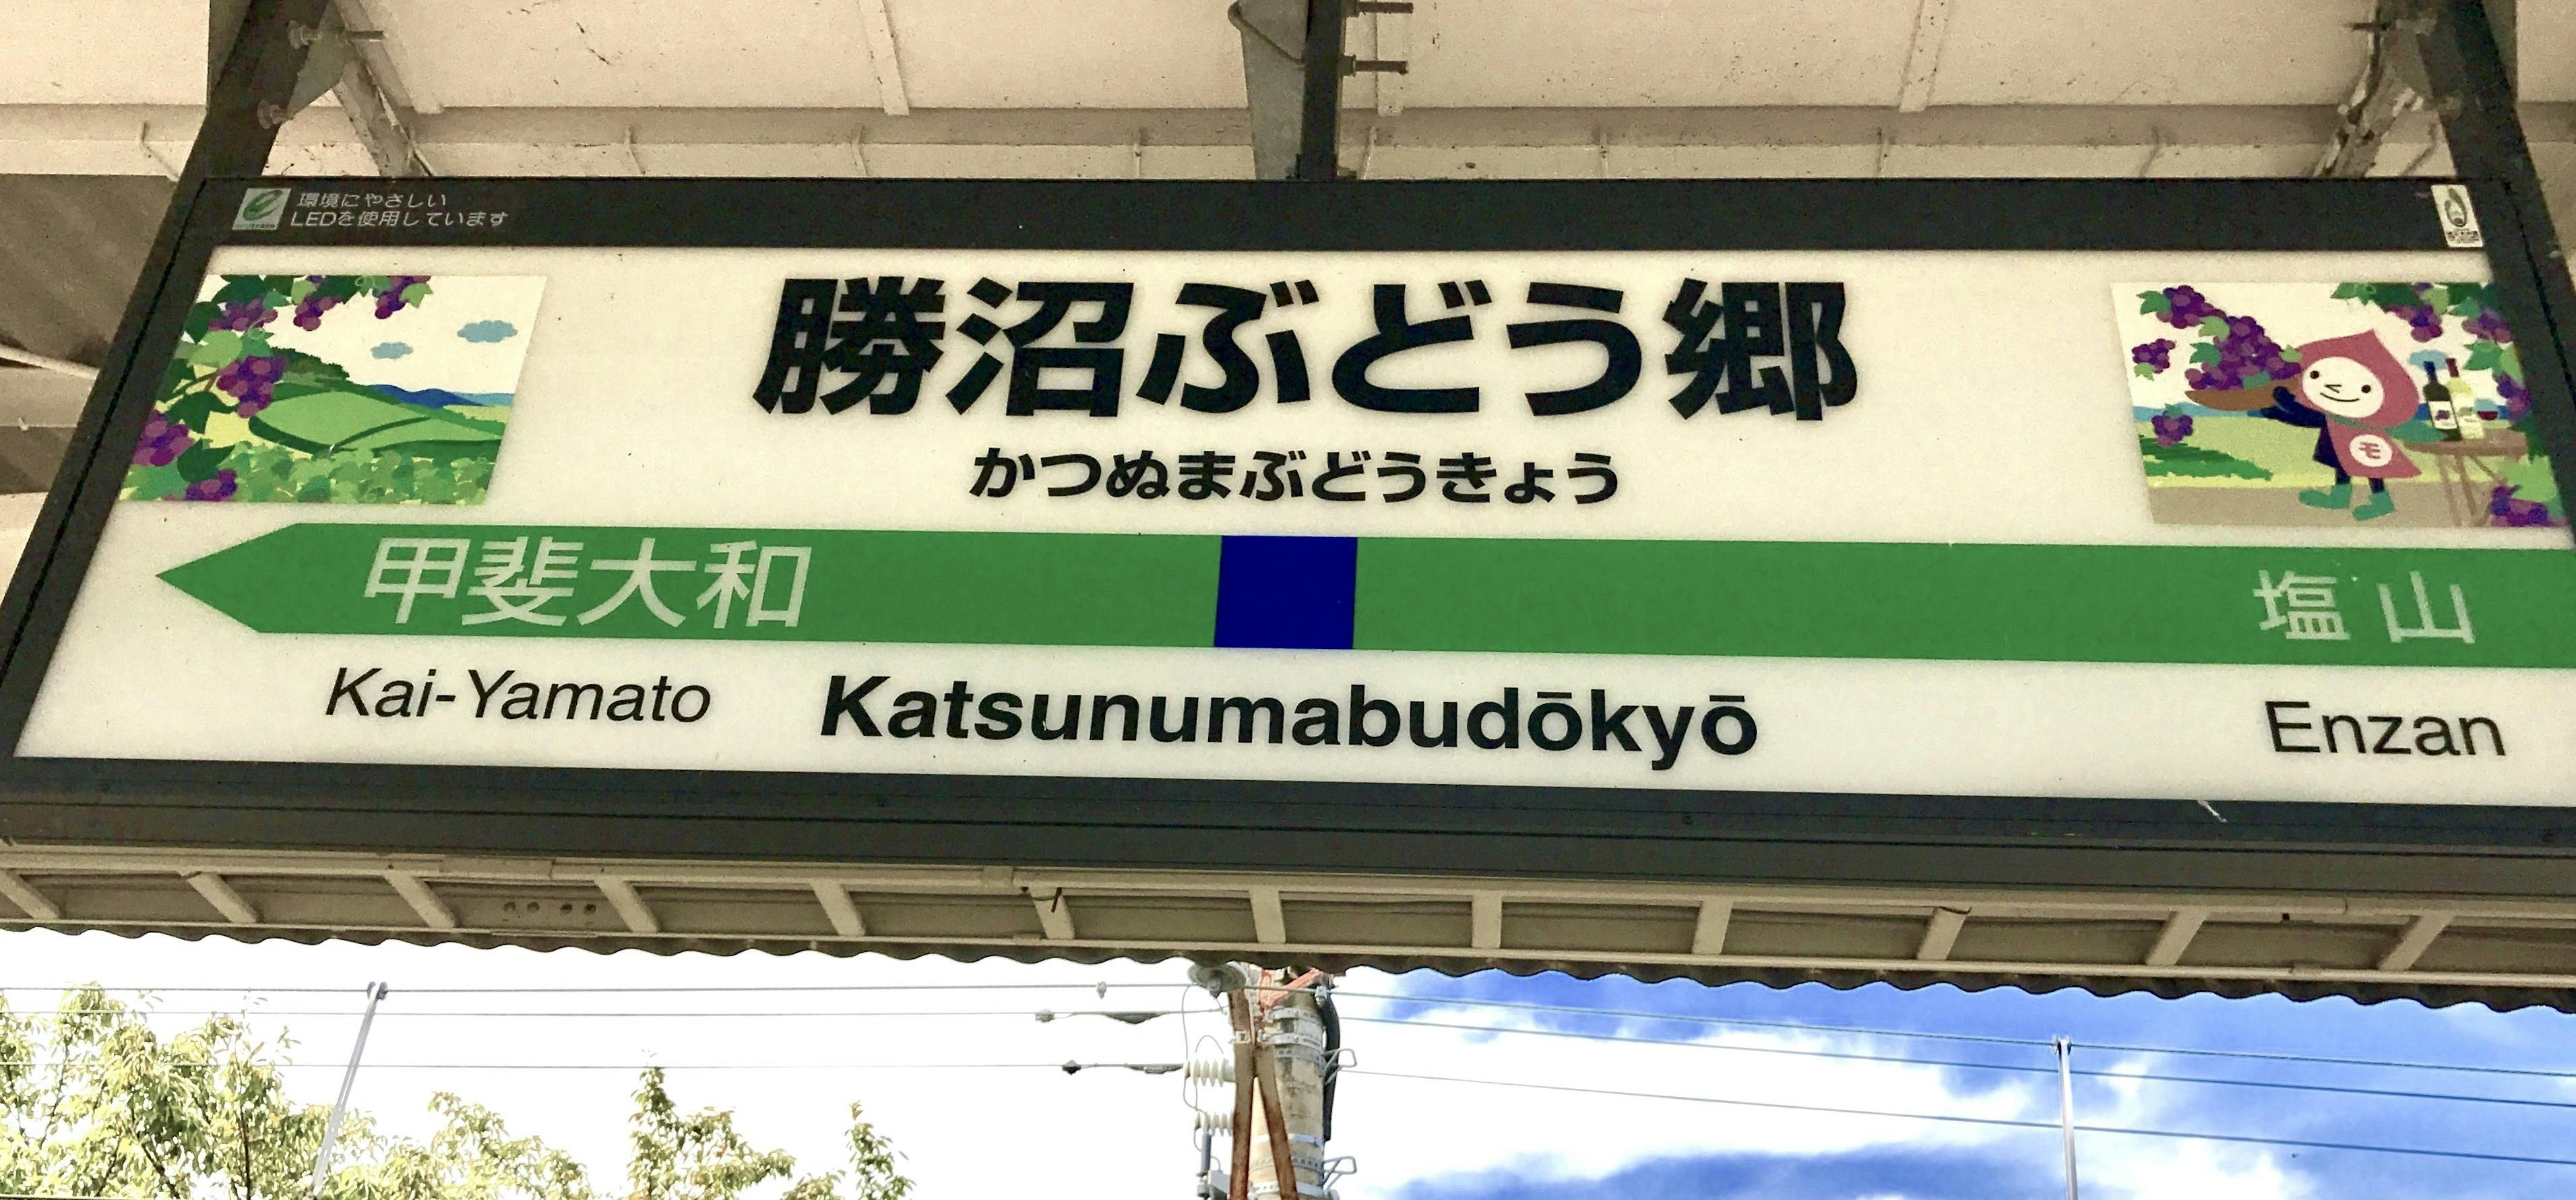 環境にやさしい
LEDを使用しています
勝沼ぶどう郷
かつぬまぶどうきょう
モ
甲斐大和
塩山
Kai-Yamato
Katsunumabudōkyō
Enzan